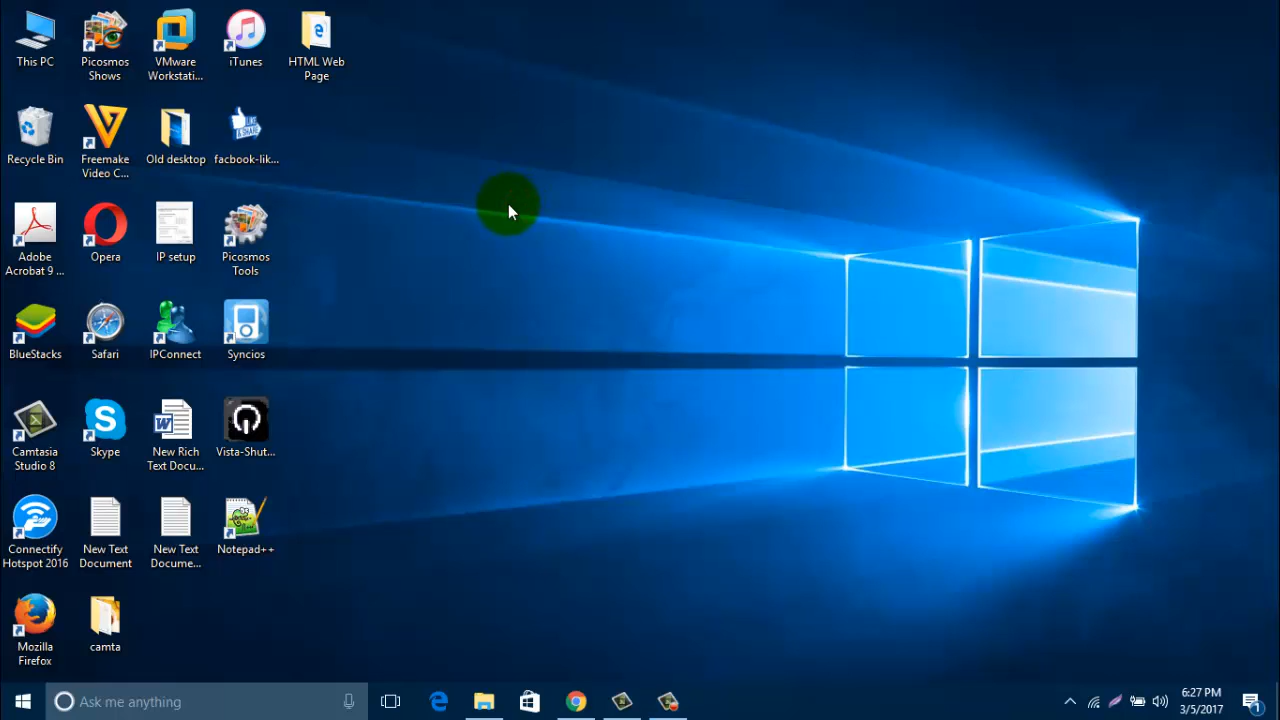 This PC
Picosmos
Shows
VMware
Workstati...
iTunes
HTML Web
Page
Recycle Bin
Freemake
Video C...
Old desktop
facbook-lik...
Adobe
Acrobat 9 ...
Opera
IP setup
Picosmos
Tools
BlueStacks
Safari
IPConnect
Syncios
Camtasia
Studio 8
Skype
New Rich
Text Docu...
Vista-Shut...
Connectify
Hotspot 2016
New Text
Document
New Text
Docume...
Notepad++
Mozilla
Firefox
camta
Ask me anything
6:27 PM
3/5/2017